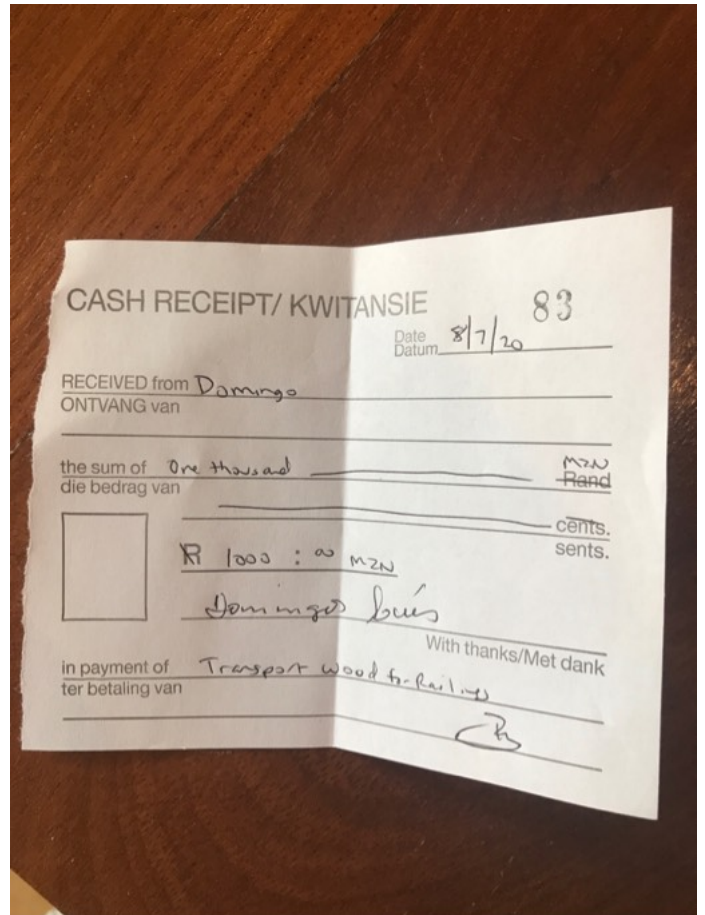 CASH RECEIPT/ KWITANSIE 83
Date 8/7/20
Datum
RECEIVED from Domingo
ONTVANG van
the sum of One thousand MZN
die bedrag van Rand
cents.
sents.
R 1000 : 00 MZN
Domingos Luís
With thanks/Met dank
in payment of Transport wood for Railings
ter betaling van